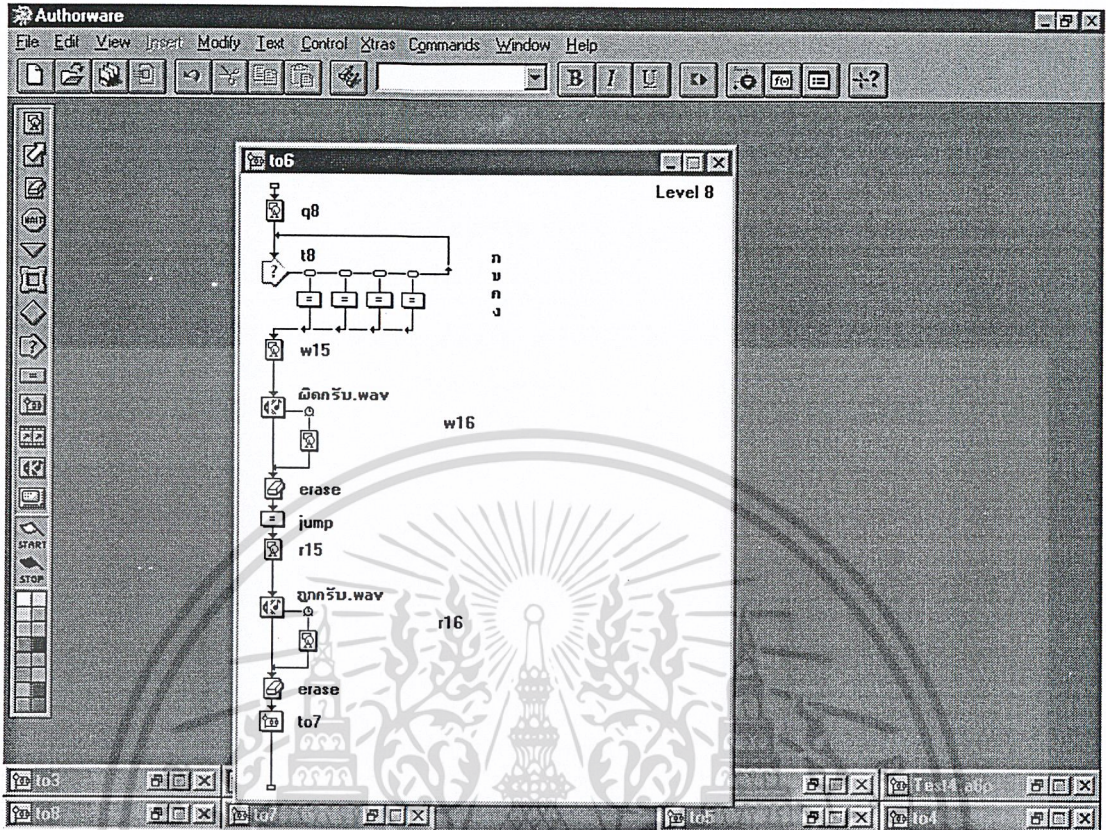 Authorware
File Edit View Insert Modify Text Control Xtras Commands Window Help
B I U
to6
Level 8
q8
t8
ก
ข
ค
ง
w15
ผิดครับ.wav
w16
erase
jump
r15
ถูกครับ.wav
r16
erase
to7
WAIT
START
STOP
to3
Test4.a6p
to8
to7
to5
to4